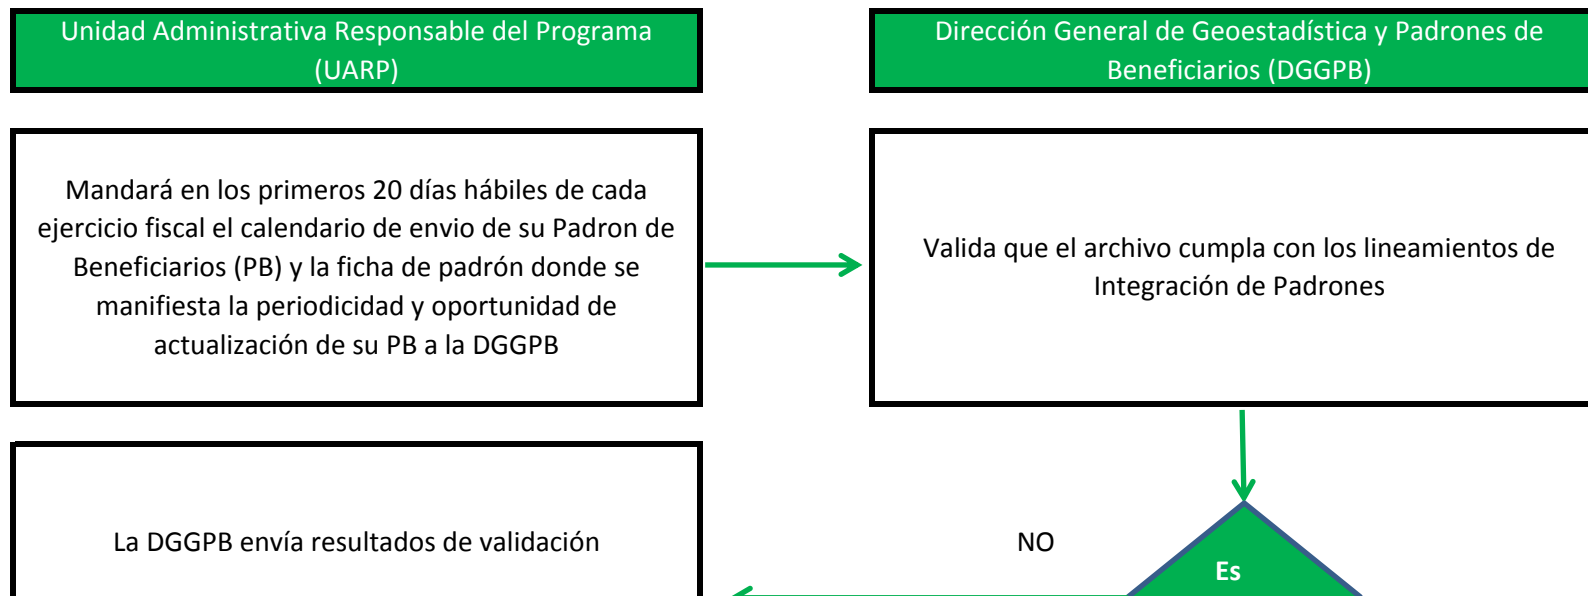 Unidad Administrativa Responsable del Programa
(UARP)
Dirección General de Geoestadística y Padrones de
Beneficiarios (DGGPB)
Mandará en los primeros 20 días hábiles de cada
ejercicio fiscal el calendario de envio de su Padron de
Beneficiarios (PB) y la ficha de padrón donde se
manifiesta la periodicidad y oportunidad de
actualización de su PB a la DGGPB
Valida que el archivo cumpla con los lineamientos de
Integración de Padrones
La DGGPB envía resultados de validación
NO
Es